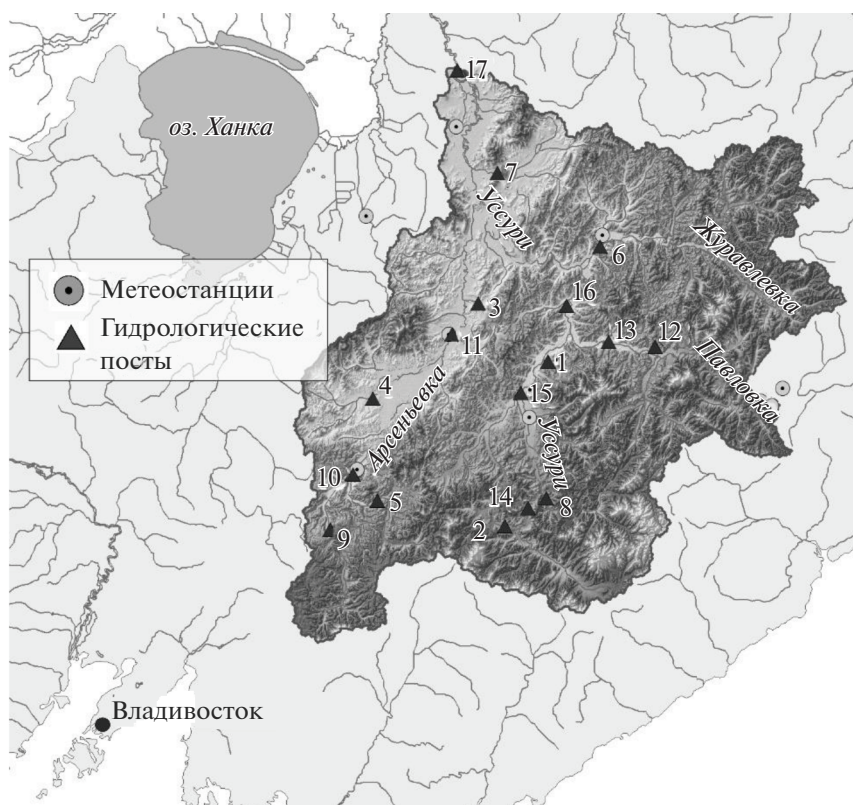 17
оз. Ханка
7
Уссури
Журавлевка
6
Метеостанции
Гидрологические
посты
16
3
13
12
11
1
Павловка
4
15
Арсеньевка
Уссури
10
5
14
8
2
9
Владивосток